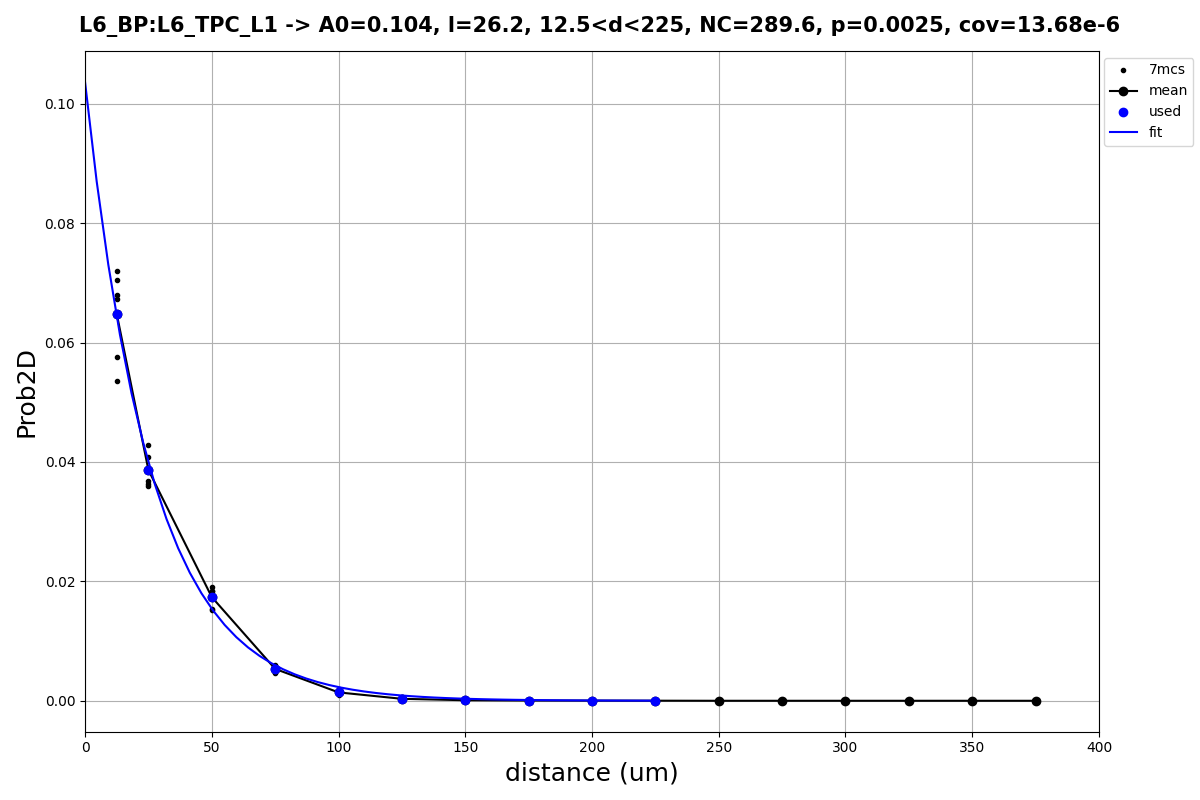 L6_BP:L6_TPC_L1 -> A0=0.104, l=26.2, 12.5<d<225, NC=289.6, p=0.0025, cov=13.68e-6
7mcs
mean
used
fit
Prob2D
0.10
0.08
0.06
0.04
0.02
0.00
0 50 100 150 200 250 300 350 400
distance (um)